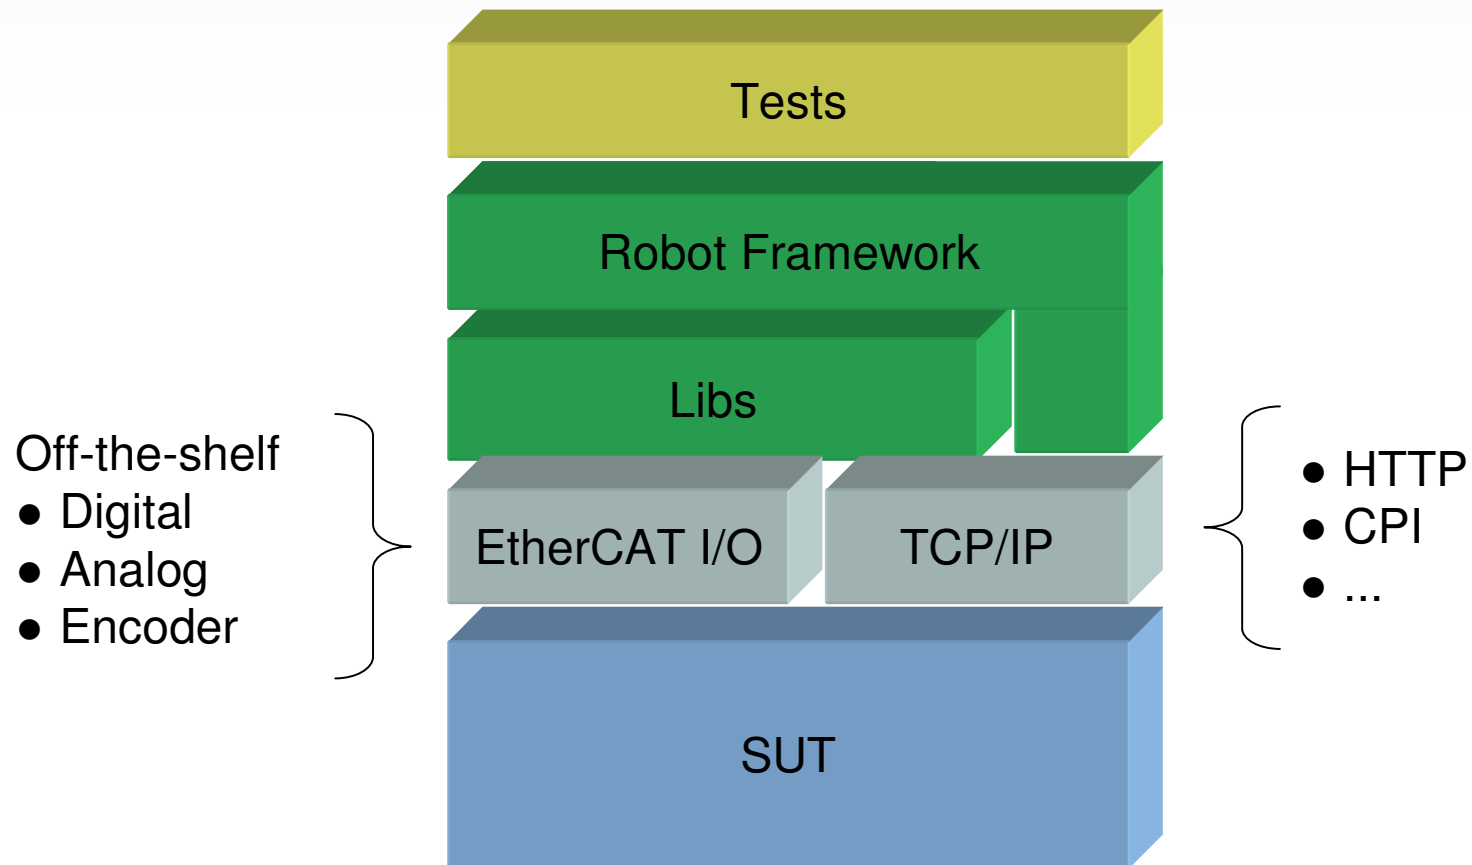 Tests
Robot Framework
Libs
Off-the-shelf
● Digital
● Analog
● Encoder
EtherCAT I/O
TCP/IP
● HTTP
● CPI
● ...
SUT